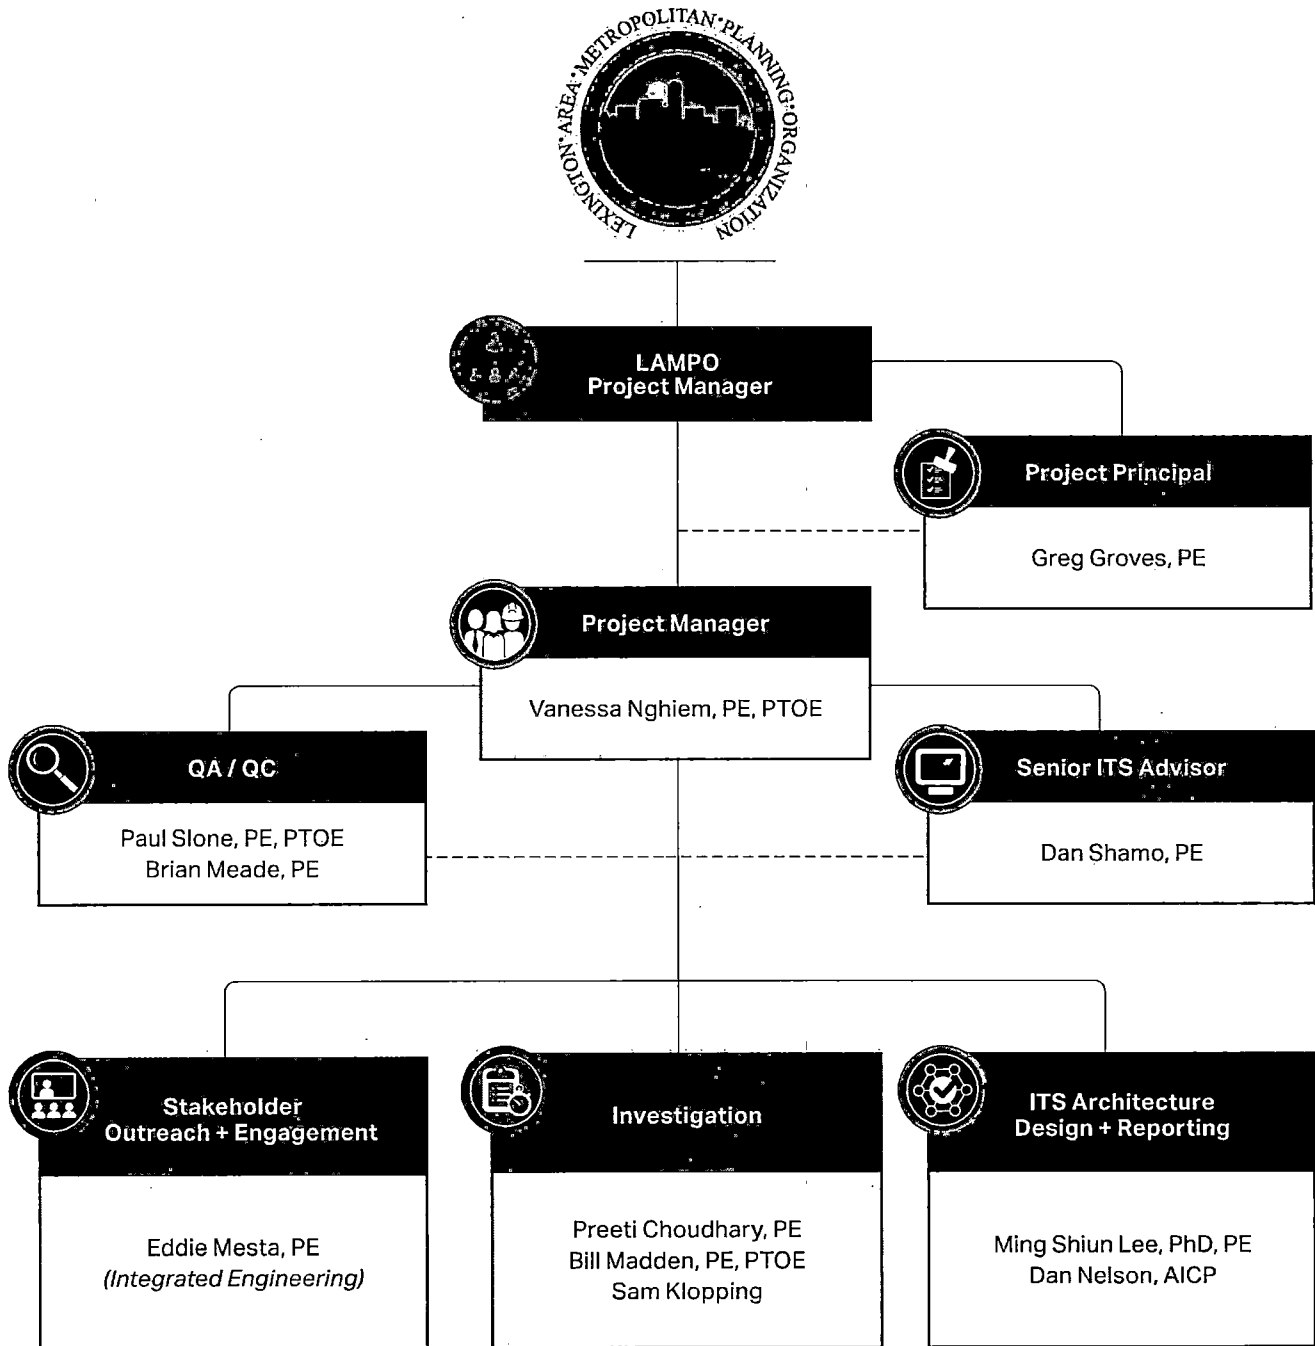 LEXINGTON•AREA•METROPOLITAN•PLANNING•ORGANIZATION
LAMPO
Project Manager
Project Principal
Greg Groves, PE
Project Manager
Vanessa Nghiem, PE, PTOE
QA / QC
Paul Slone, PE, PTOE
Brian Meade, PE
Senior ITS Advisor
Dan Shamo, PE
Stakeholder
Outreach + Engagement
Eddie Mesta, PE
(Integrated Engineering)
Investigation
Preeti Choudhary, PE
Bill Madden, PE, PTOE
Sam Klopping
ITS Architecture
Design + Reporting
Ming Shiun Lee, PhD, PE
Dan Nelson, AICP